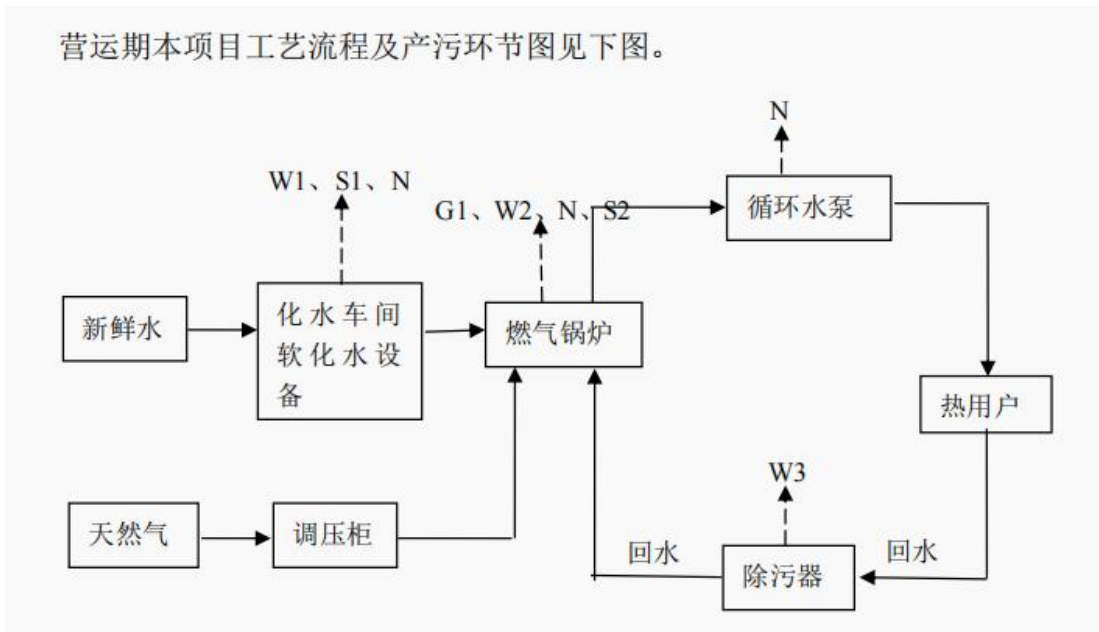 营运期本项目工艺流程及产污环节图见下图。
N
W1、S1、N
G1、W2、N、S2
循环水泵
新鲜水
化水车间
软化水设
备
燃气锅炉
热用户
W3
天然气
调压柜
回水
除污器
回水